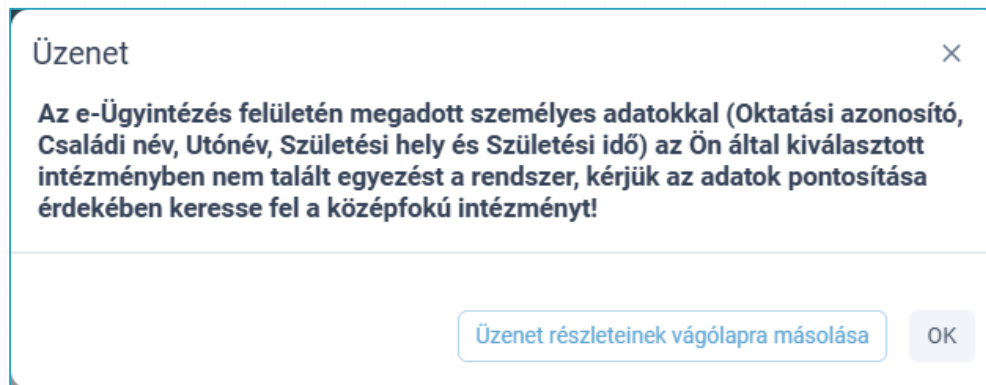 Üzenet
Az e-Ügyintézés felületén megadott személyes adatokkal (Oktatási azonosító,
Családi név, Utónév, Születési hely és Születési idő) az Ön által kiválasztott
intézményben nem talált egyezést a rendszer, kérjük az adatok pontosítása
érdekében keresse fel a középfokú intézményt!
Üzenet részleteinek vágólapra másolása
OK